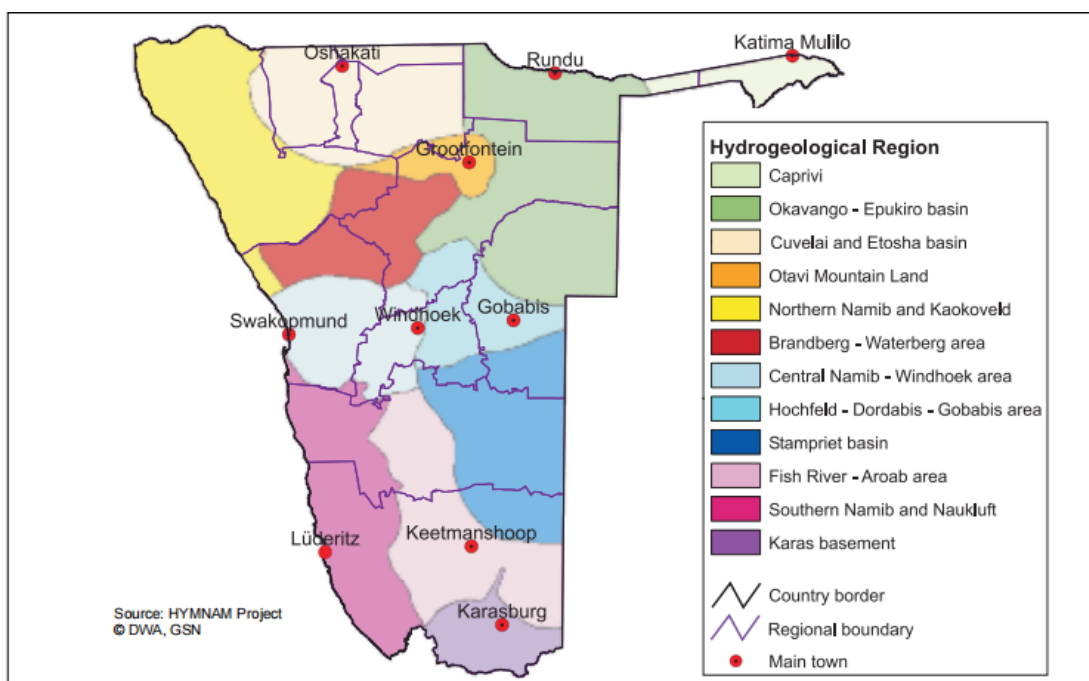 Oshakati
Rundu
Katima Mulilo
Grootfontein
Swakopmund
Windhoek
Gobabis
Lüderitz
Keetmanshoop
Karasburg
Source: HYMNAM Project
© DWA, GSN
Hydrogeological Region
Caprivi
Okavango - Epukiro basin
Cuvelai and Etosha basin
Otavi Mountain Land
Northern Namib and Kaokoveld
Brandberg - Waterberg area
Central Namib - Windhoek area
Hochfeld - Dordabis - Gobabis area
Stampriet basin
Fish River - Aroab area
Southern Namib and Naukluft
Karas basement
Country border
Regional boundary
Main town